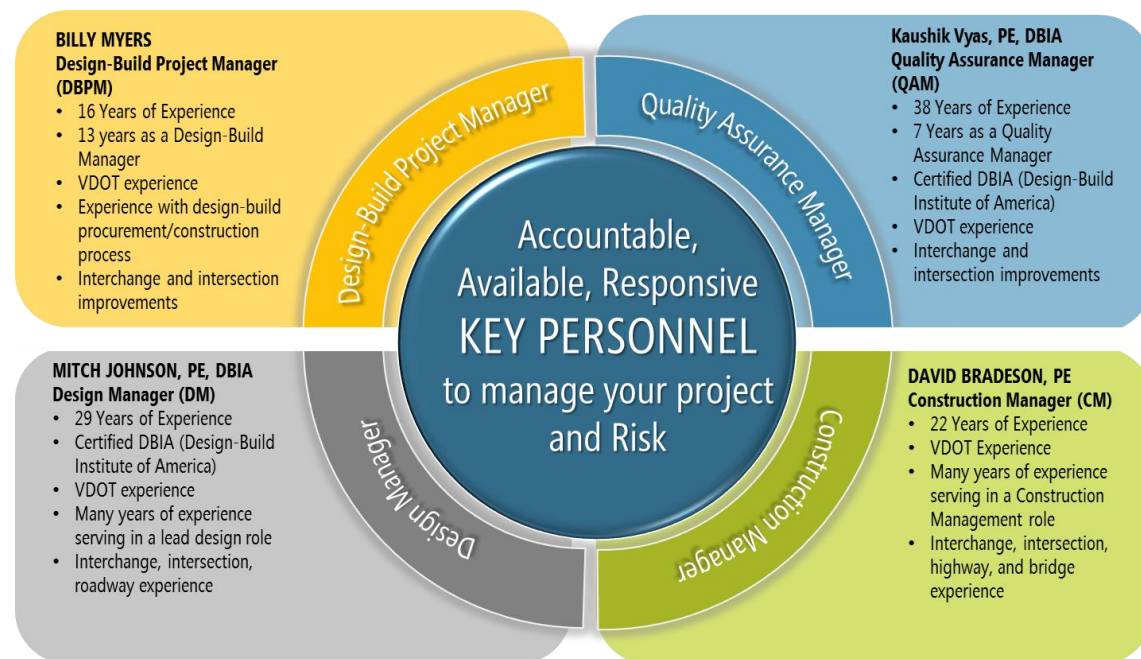 BILLY MYERS
Design-Build Project Manager
(DBPM)
• 16 Years of Experience
• 13 years as a Design-Build
Manager
• VDOT experience
• Experience with design-build
procurement/construction
process
• Interchange and intersection
improvements
Design-Build Project Manager
Quality Assurance Manager
Kaushik Vyas, PE, DBIA
Quality Assurance Manager
(QAM)
• 38 Years of Experience
• 7 Years as a Quality
Assurance Manager
• Certified DBIA (Design-Build
Institute of America)
• VDOT experience
• Interchange and
intersection improvements
Accountable,
Available, Responsive
KEY PERSONNEL
to manage your project
and Risk
MITCH JOHNSON, PE, DBIA
Design Manager (DM)
• 29 Years of Experience
• Certified DBIA (Design-Build
Institute of America)
• VDOT experience
• Many years of experience
serving in a lead design role
• Interchange, intersection,
roadway experience
Design Manager
Construction Manager
DAVID BRADESON, PE
Construction Manager (CM)
• 22 Years of Experience
• VDOT Experience
• Many years of experience
serving in a Construction
Management role
• Interchange, intersection,
highway, and bridge
experience